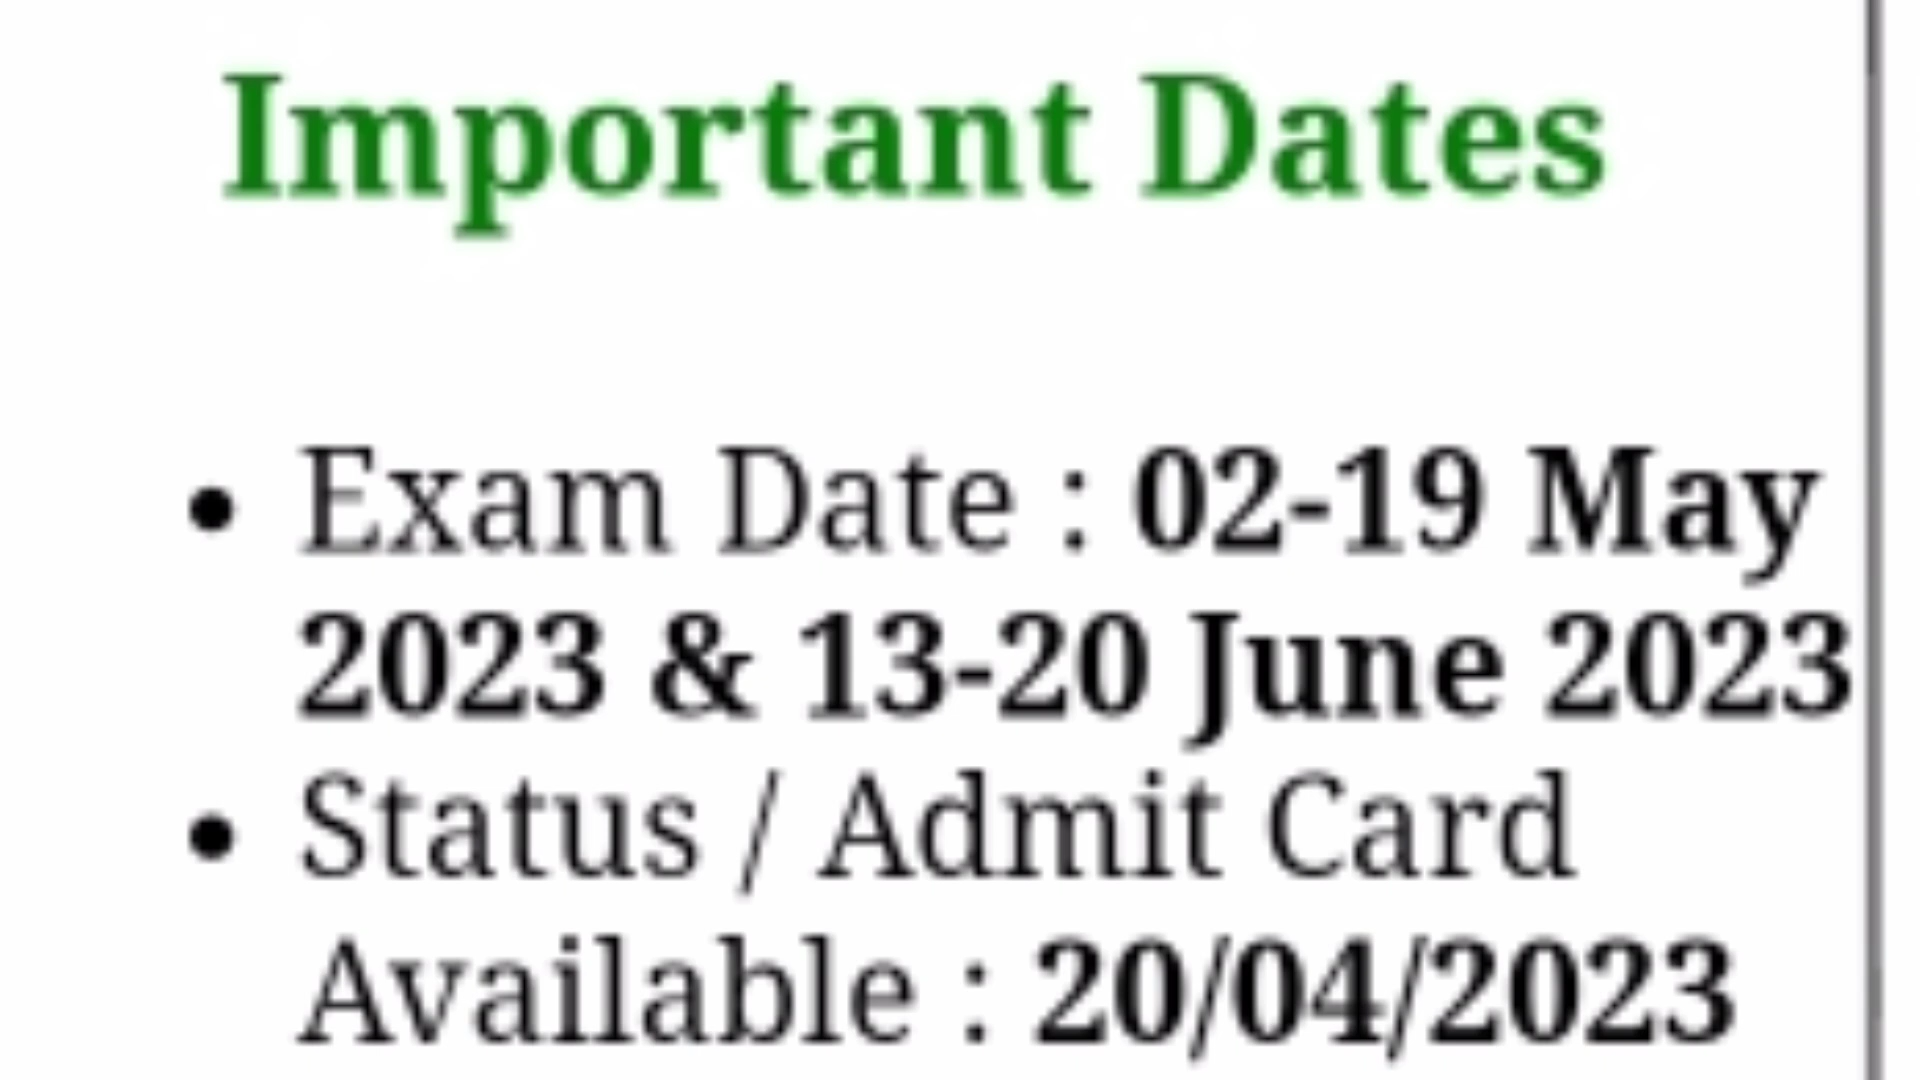 Important Dates
• Exam Date : 02-19 May
2023 & 13-20 June 2023
• Status / Admit Card
Available : 20/04/2023